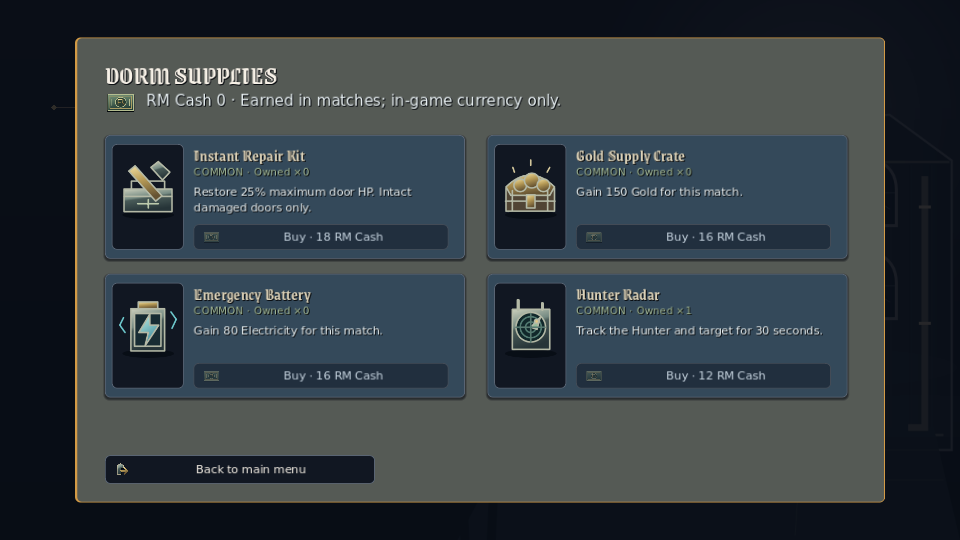 DORM SUPPLIES
RM Cash 0 · Earned in matches; in-game currency only.
Instant Repair Kit
COMMON · Owned ×0
Restore 25% maximum door HP. Intact
damaged doors only.
Buy · 18 RM Cash
Gold Supply Crate
COMMON · Owned ×0
Gain 150 Gold for this match.
Buy · 16 RM Cash
Emergency Battery
COMMON · Owned ×0
Gain 80 Electricity for this match.
Buy · 16 RM Cash
Hunter Radar
COMMON · Owned ×1
Track the Hunter and target for 30 seconds.
Buy · 12 RM Cash
Back to main menu